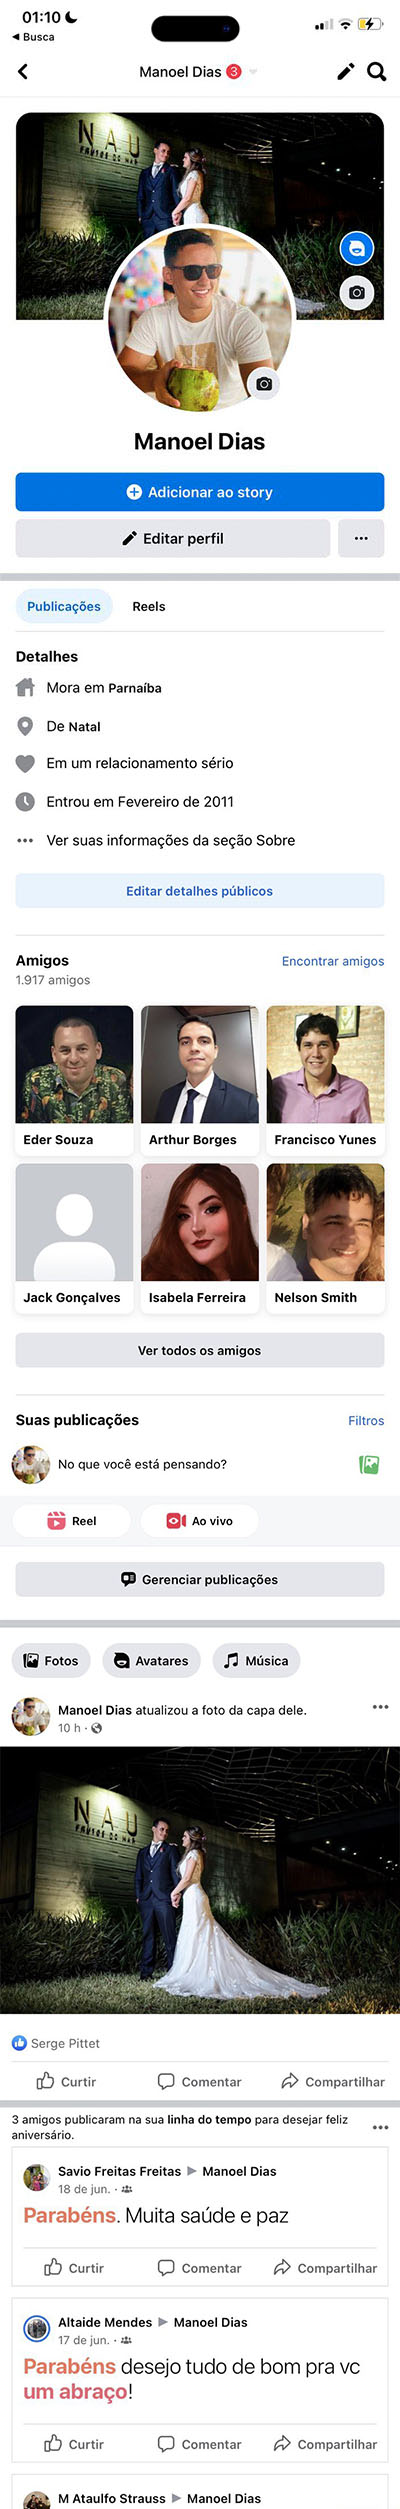 01:10
◀ Busca
Manoel Dias 3
NAU
FRUTOS DO MAR
Manoel Dias
Adicionar ao story
Editar perfil
Publicações Reels
Detalhes
Mora em Parnaíba
De Natal
Em um relacionamento sério
Entrou em Fevereiro de 2011
Ver suas informações da seção Sobre
Editar detalhes públicos
Amigos Encontrar amigos
1.917 amigos
Eder Souza Arthur Borges Francisco Yunes
Jack Gonçalves Isabela Ferreira Nelson Smith
Ver todos os amigos
Suas publicações Filtros
No que você está pensando?
Reel Ao vivo
Gerenciar publicações
Fotos Avatares Música
Manoel Dias atualizou a foto da capa dele.
10 h ·
NAU
FRUTOS DO MAR
Serge Pittet
Curtir Comentar Compartilhar
3 amigos publicaram na sua linha do tempo para desejar feliz
aniversário.
Savio Freitas Freitas ▶ Manoel Dias
18 de jun. ·
Parabéns. Muita saúde e paz
Curtir Comentar Compartilhar
Altaide Mendes ▶ Manoel Dias
17 de jun. ·
Parabéns desejo tudo de bom pra vc
um abraço!
Curtir Comentar Compartilhar
M Ataulfo Strauss ▶ Manoel Dias